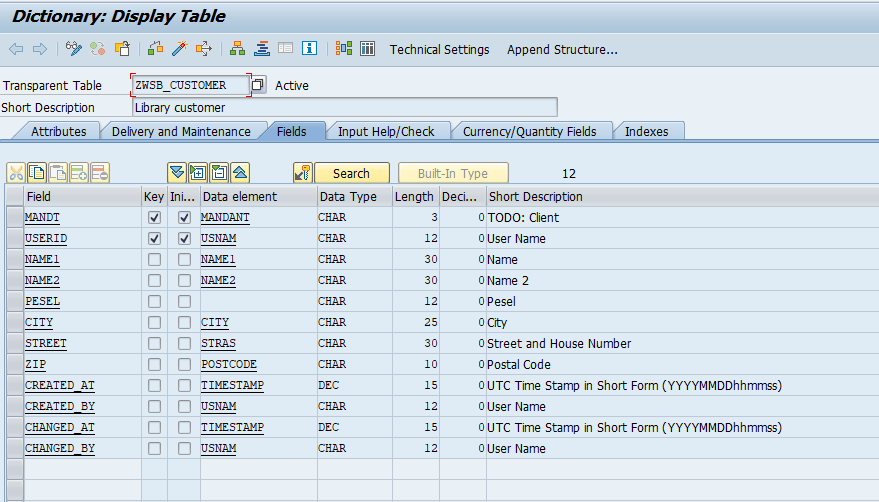 Dictionary: Display Table
Technical Settings Append Structure...
Transparent Table ZWSB_CUSTOMER Active
Short Description Library customer
Attributes Delivery and Maintenance Fields Input Help/Check Currency/Quantity Fields Indexes
Search Built-In Type 12
Field Key Ini... Data element Data Type Length Deci... Short Description
MANDT MANDANT CHAR 3 0 TODO: Client
USERID USNAM CHAR 12 0 User Name
NAME1 NAME1 CHAR 30 0 Name
NAME2 NAME2 CHAR 30 0 Name 2
PESEL CHAR 12 0 Pesel
CITY CITY CHAR 25 0 City
STREET STRAS CHAR 30 0 Street and House Number
ZIP POSTCODE CHAR 10 0 Postal Code
CREATED_AT TIMESTAMP DEC 15 0 UTC Time Stamp in Short Form (YYYYMMDDhhmmss)
CREATED_BY USNAM CHAR 12 0 User Name
CHANGED_AT TIMESTAMP DEC 15 0 UTC Time Stamp in Short Form (YYYYMMDDhhmmss)
CHANGED_BY USNAM CHAR 12 0 User Name